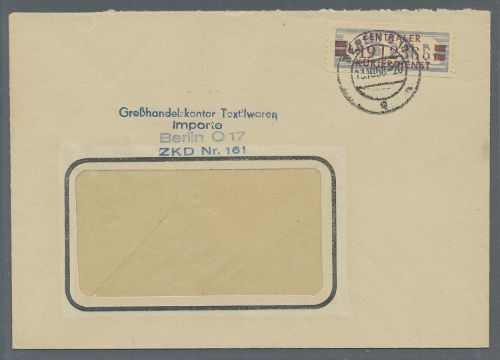 ZENTRALER
KURIERDIENST
Großhandelskontor Textilwaren
Importe
Berlin O 17
ZKD Nr. 161